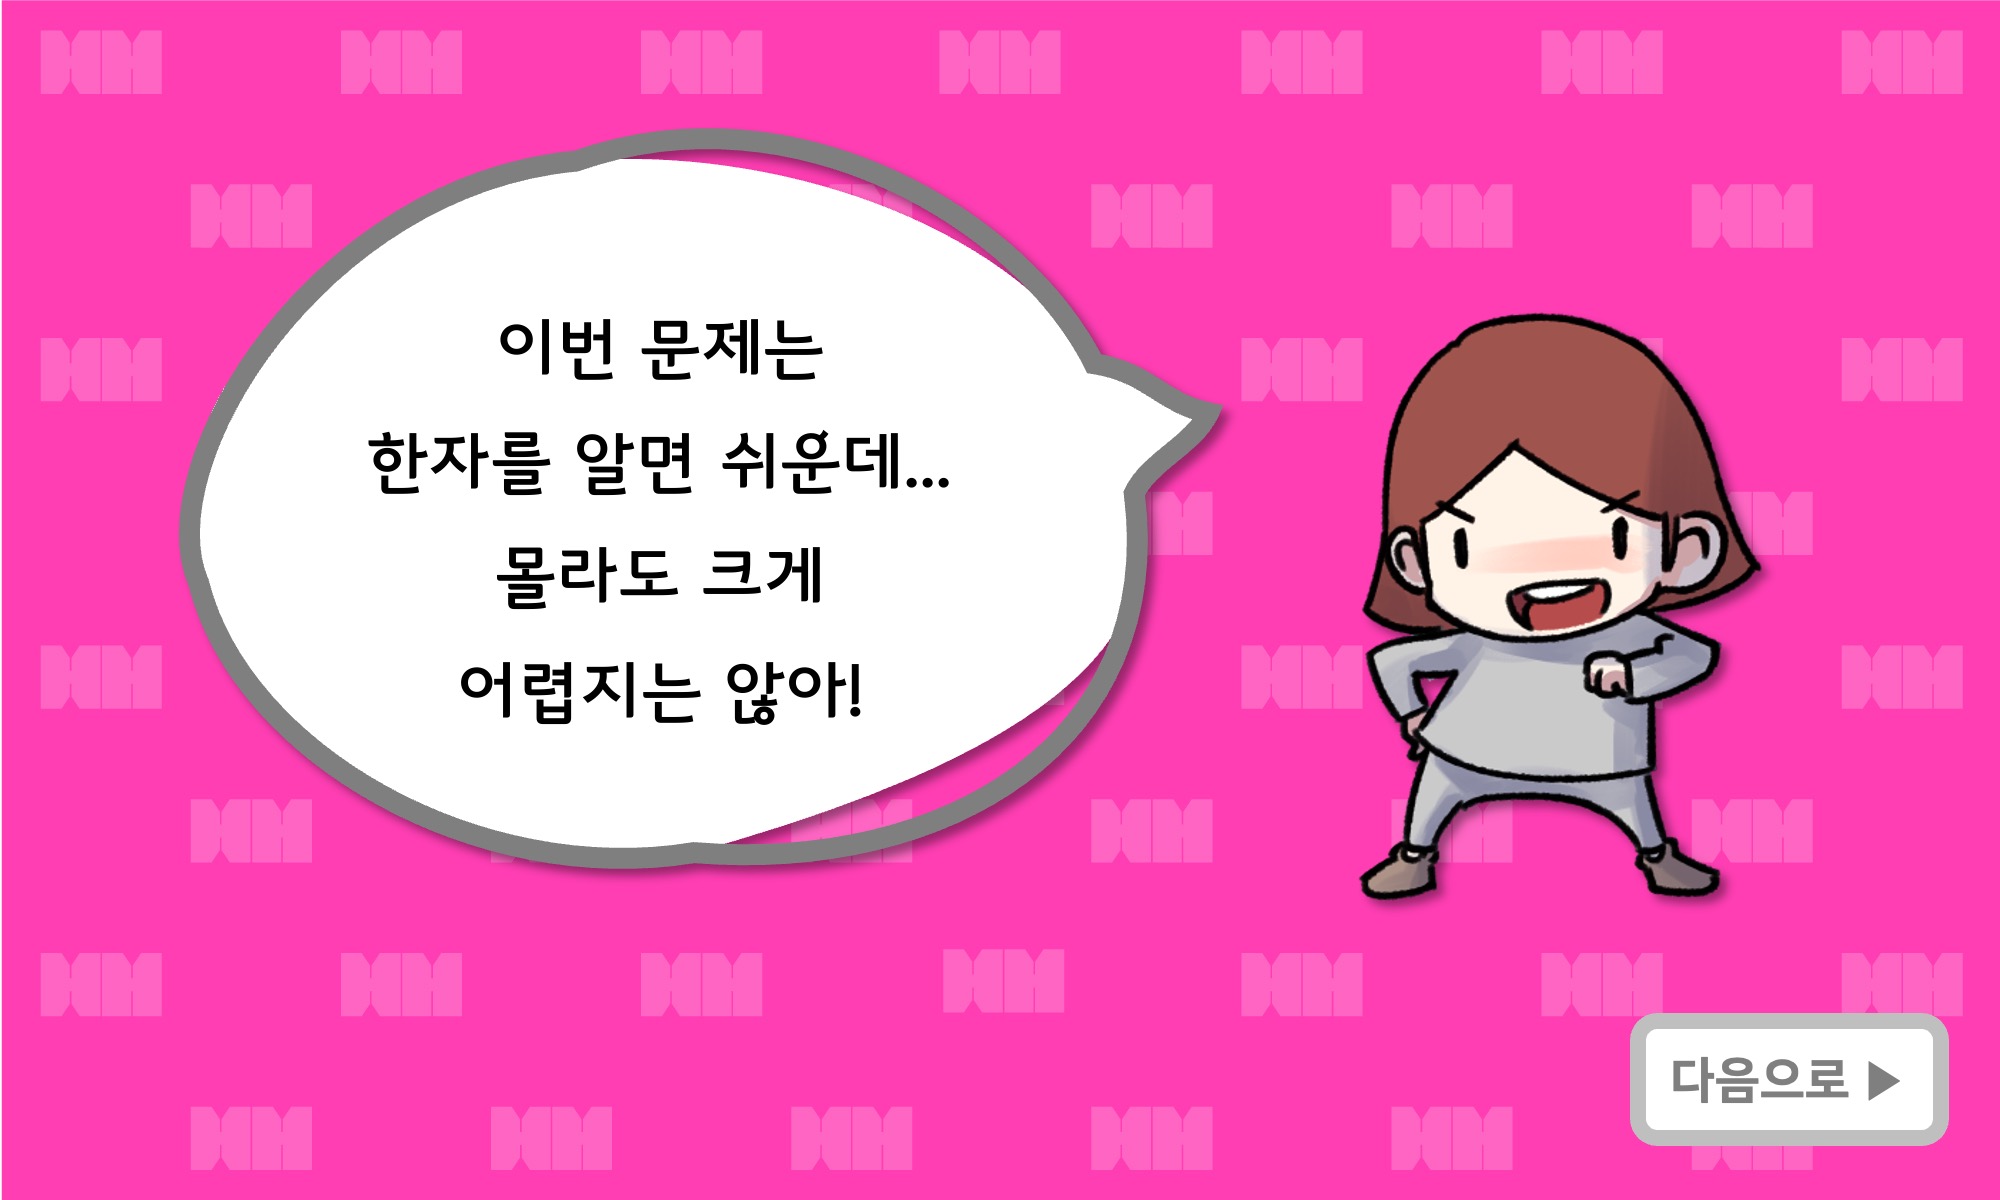 이번 문제는
한자를 알면 쉬운데...
몰라도 크게
어렵지는 않아!
다음으로 ▶